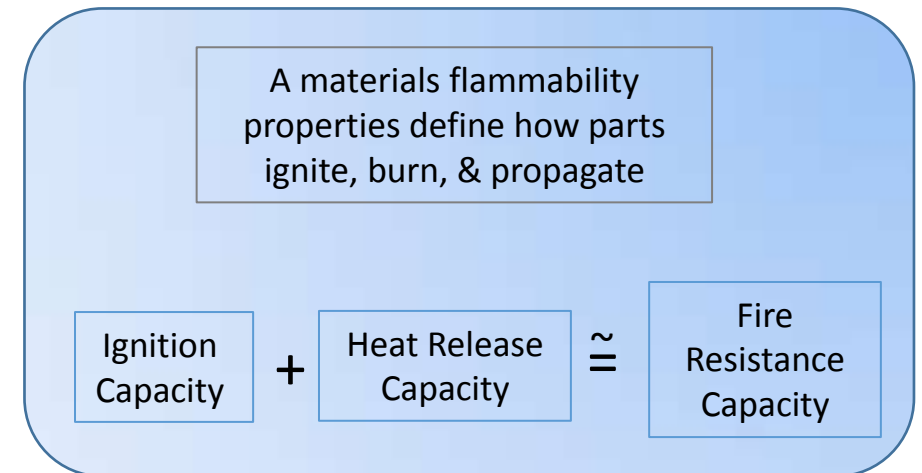 A materials flammability
properties define how parts
ignite, burn, & propagate
Ignition
Capacity
+
Heat Release
Capacity
≅
Fire
Resistance
Capacity